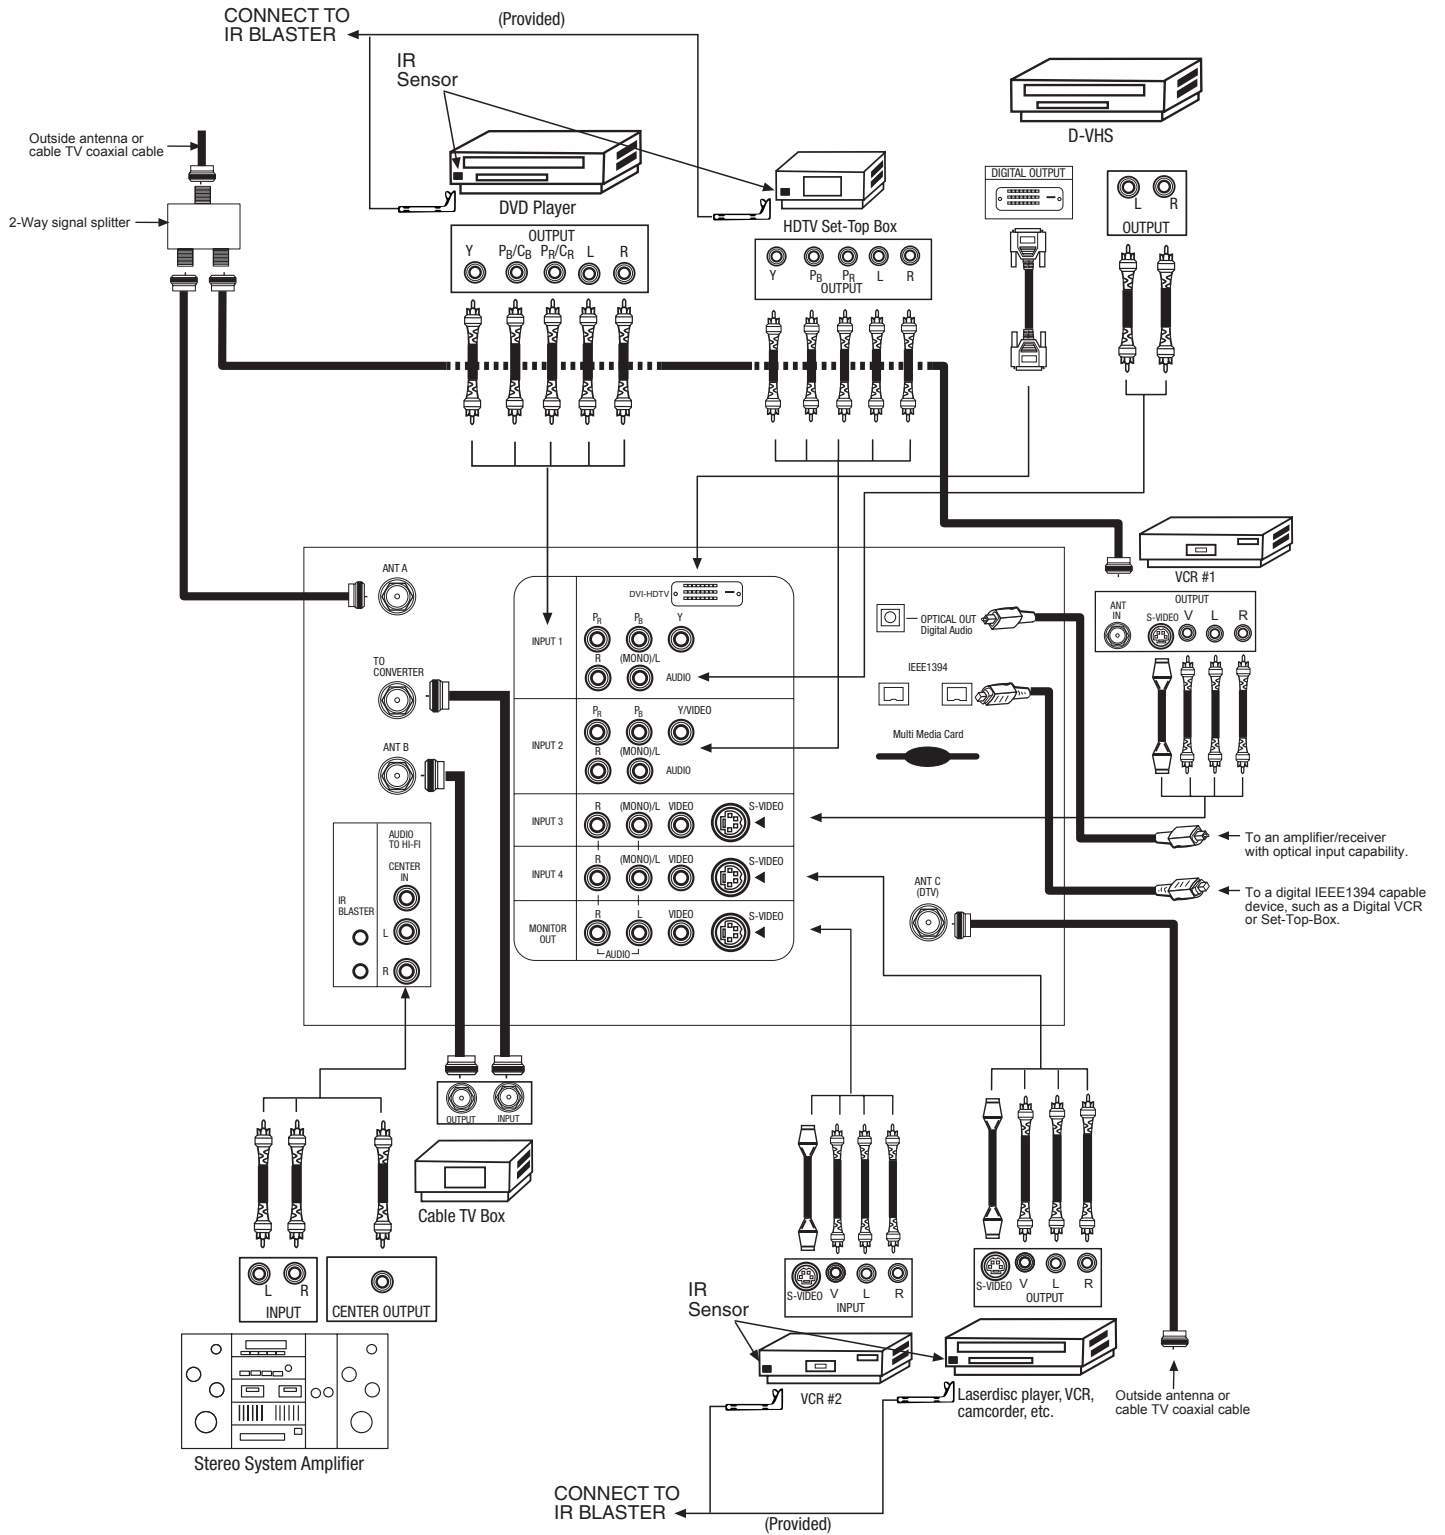 CONNECT TO
IR BLASTER
(Provided)
IR
Sensor
D-VHS
Outside antenna or
cable TV coaxial cable
2-Way signal splitter
DVD Player
HDTV Set-Top Box
DIGITAL OUTPUT
L
R
OUTPUT
OUTPUT
Y PB/CB PR/CR L R
Y PB PR L R
OUTPUT
VCR #1
OUTPUT
ANT
IN
S-VIDEO V L R
ANT A
TO
CONVERTER
ANT B
DVI-HDTV
INPUT 1
PR PB Y
R (MONO)/L
AUDIO
INPUT 2
PR PB Y/VIDEO
R (MONO)/L
AUDIO
INPUT 3
R (MONO)/L VIDEO S-VIDEO
INPUT 4
R (MONO)/L VIDEO S-VIDEO
MONITOR
OUT
R L VIDEO S-VIDEO
AUDIO
OPTICAL OUT
Digital Audio
IEEE1394
Multi Media Card
AUDIO
TO HI-FI
CENTER
IN
IR
BLASTER
L
R
ANT C
(DTV)
To an amplifier/receiver
with optical input capability.
To a digital IEEE1394 capable
device, such as a Digital VCR
or Set-Top-Box.
OUTPUT
INPUT
Cable TV Box
L R
INPUT
CENTER OUTPUT
Stereo System Amplifier
S-VIDEO V L R
INPUT
S-VIDEO V L R
OUTPUT
IR
Sensor
VCR #2
Laserdisc player, VCR,
camcorder, etc.
Outside antenna or
cable TV coaxial cable
CONNECT TO
IR BLASTER
(Provided)